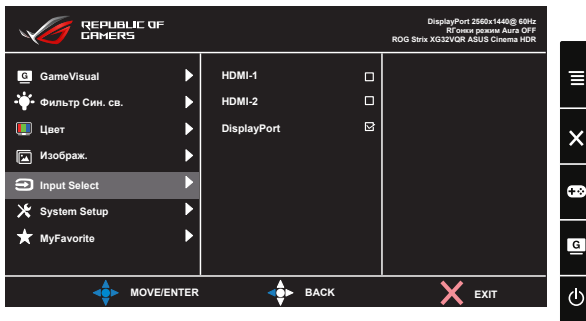 REPUBLIC OF
GAMERS
DisplayPort 2560x1440@ 60Hz
RГонки режим Aura OFF
ROG Strix XG32VQR ASUS Cinema HDR
G GameVisual
Фильтр Син. св.
Цвет
Изображ.
Input Select
System Setup
MyFavorite
HDMI-1
HDMI-2
DisplayPort
G
MOVE/ENTER
BACK
EXIT